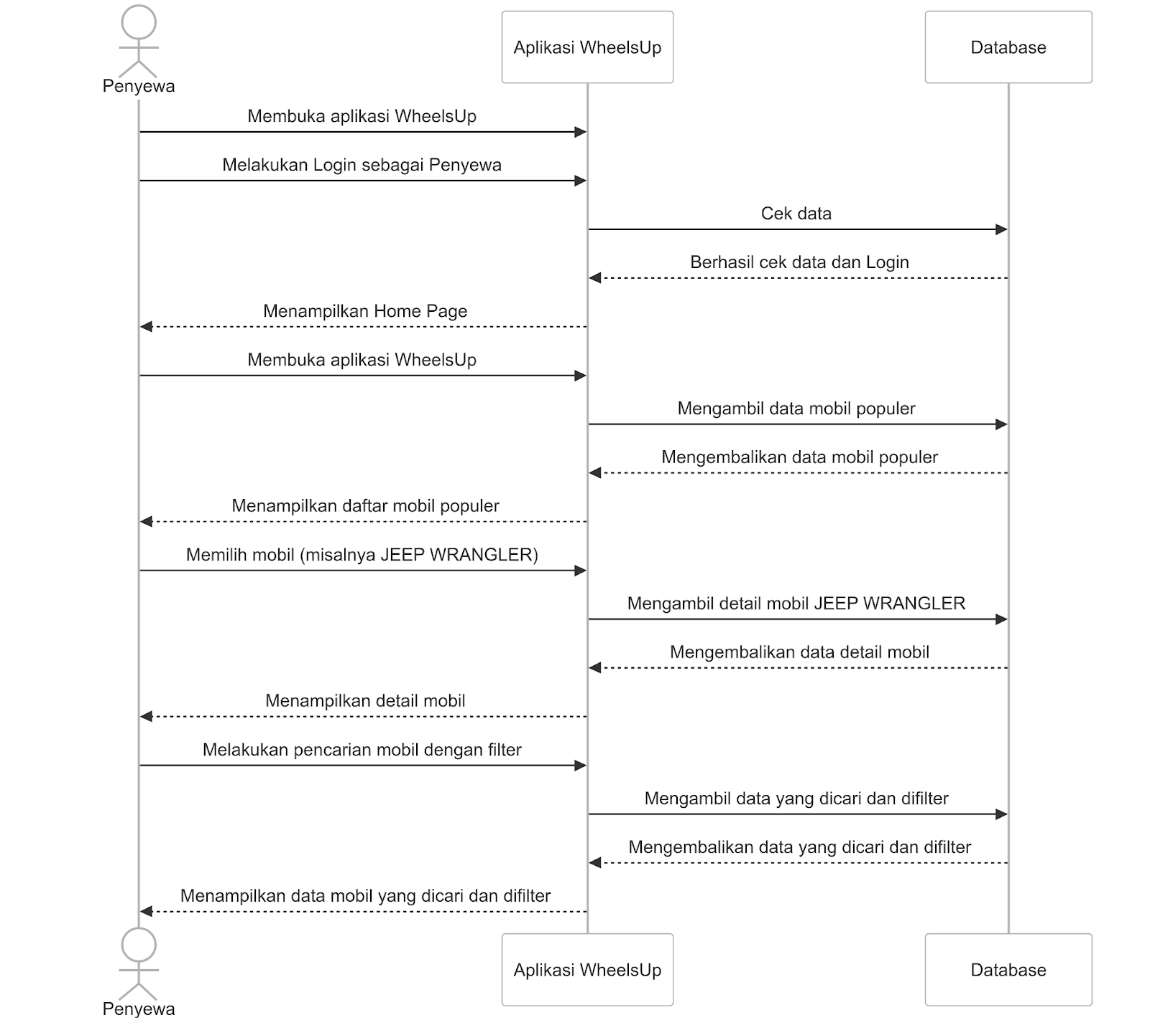 Penyewa
Aplikasi WheelsUp
Database
Membuka aplikasi WheelsUp
Melakukan Login sebagai Penyewa
Cek data
Berhasil cek data dan Login
Menampilkan Home Page
Membuka aplikasi WheelsUp
Mengambil data mobil populer
Mengembalikan data mobil populer
Menampilkan daftar mobil populer
Memilih mobil (misalnya JEEP WRANGLER)
Mengambil detail mobil JEEP WRANGLER
Mengembalikan data detail mobil
Menampilkan detail mobil
Melakukan pencarian mobil dengan filter
Mengambil data yang dicari dan difilter
Mengembalikan data yang dicari dan difilter
Menampilkan data mobil yang dicari dan difilter
Penyewa
Aplikasi WheelsUp
Database